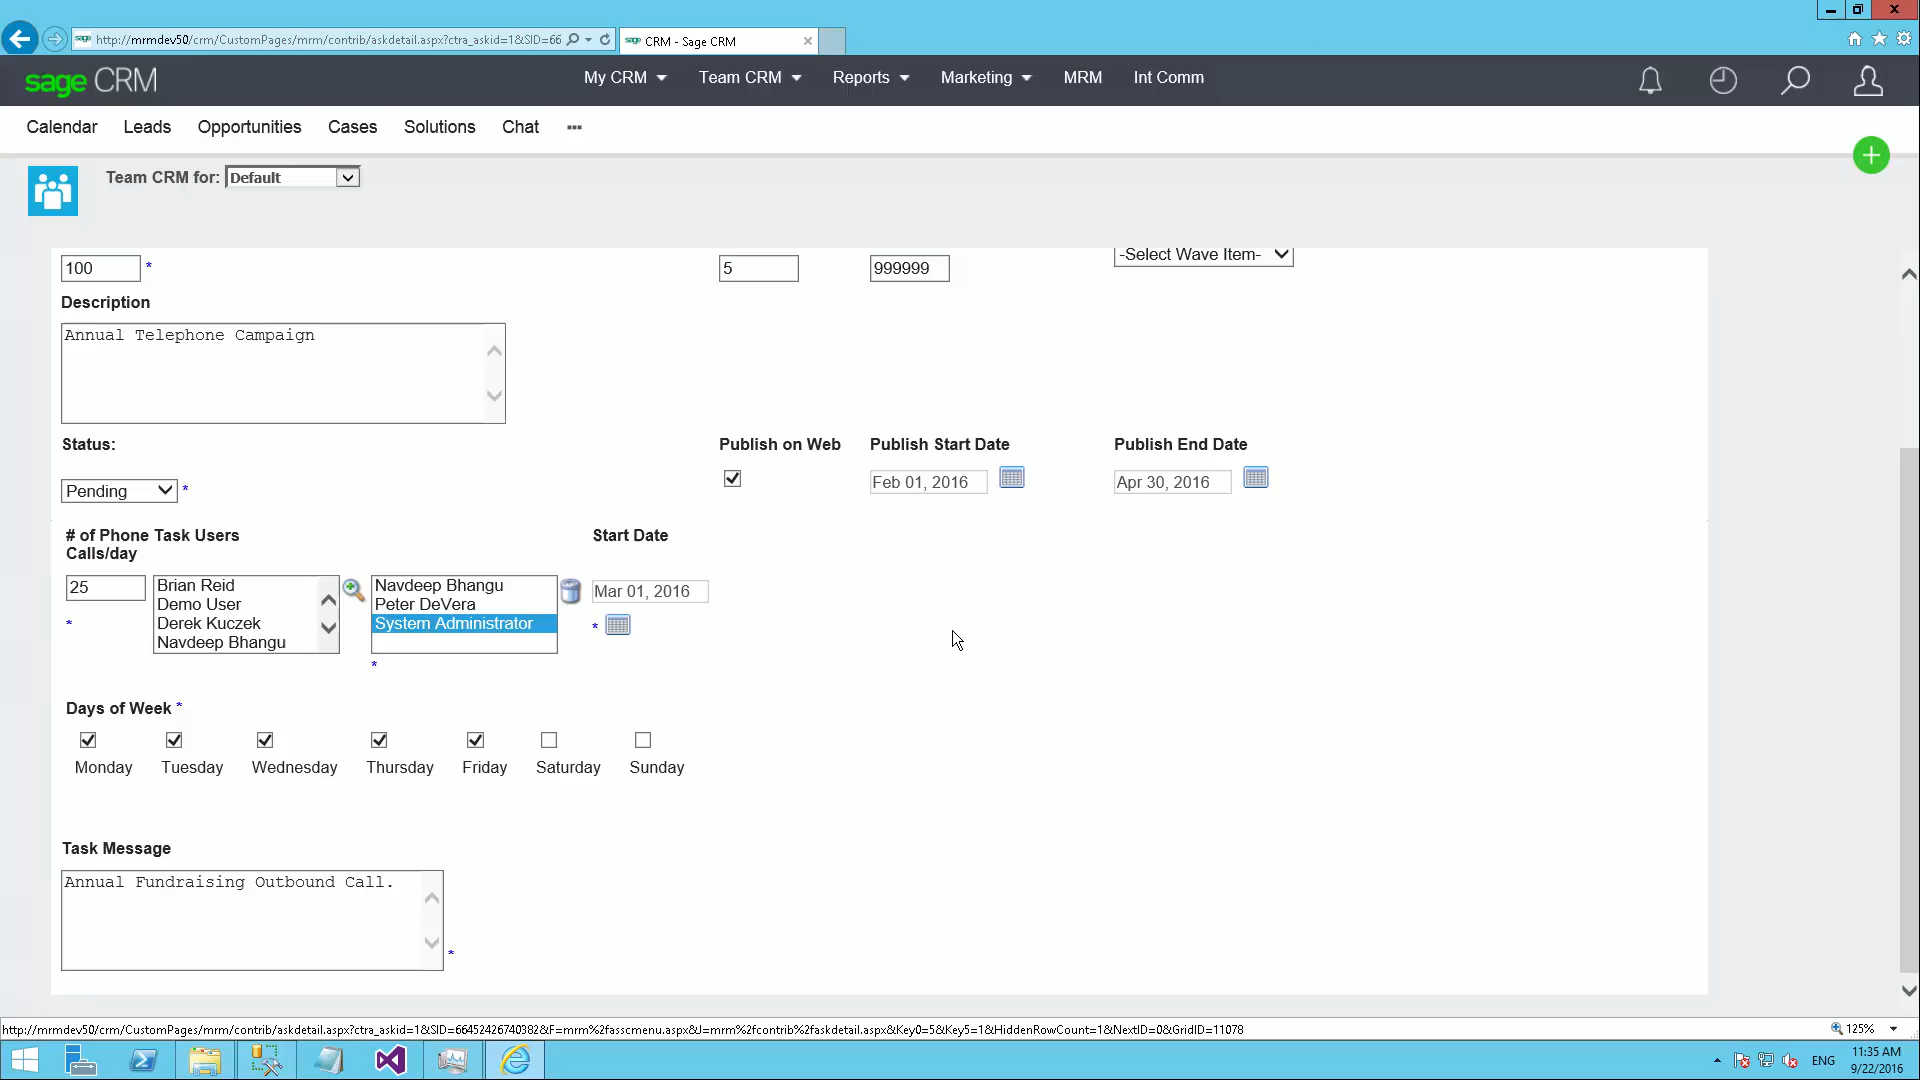 http://mrmdev50/crm/CustomPages/mrm/contrib/askdetail.aspx?ctra_askid=1&SID=66
sage CRM - Sage CRM
sage CRM
My CRM Team CRM Reports Marketing MRM Int Comm
Calendar Leads Opportunities Cases Solutions Chat ...
Team CRM for: Default
100 * 5 999999 -Select Wave Item-
Description
Annual Telephone Campaign
Status: Publish on Web Publish Start Date Publish End Date
Pending * Feb 01, 2016 Apr 30, 2016
# of Phone Task Users Start Date
Calls/day
25 Brian Reid Navdeep Bhangu Mar 01, 2016
Demo User Peter DeVera
* Derek Kuczek System Administrator *
Navdeep Bhangu
*
Days of Week *
Monday Tuesday Wednesday Thursday Friday Saturday Sunday
Task Message
Annual Fundraising Outbound Call.
*
http://mrmdev50/crm/CustomPages/mrm/contrib/askdetail.aspx?ctra_askid=1&SID=66452426740382&F=mrm%2fasscmenu.aspx&J=mrm%2fcontrib%2faskdetail.aspx&Key0=5&Key5=1&HiddenRowCount=1&NextID=0&GridID=11078
125%
ENG
11:35 AM
9/22/2016